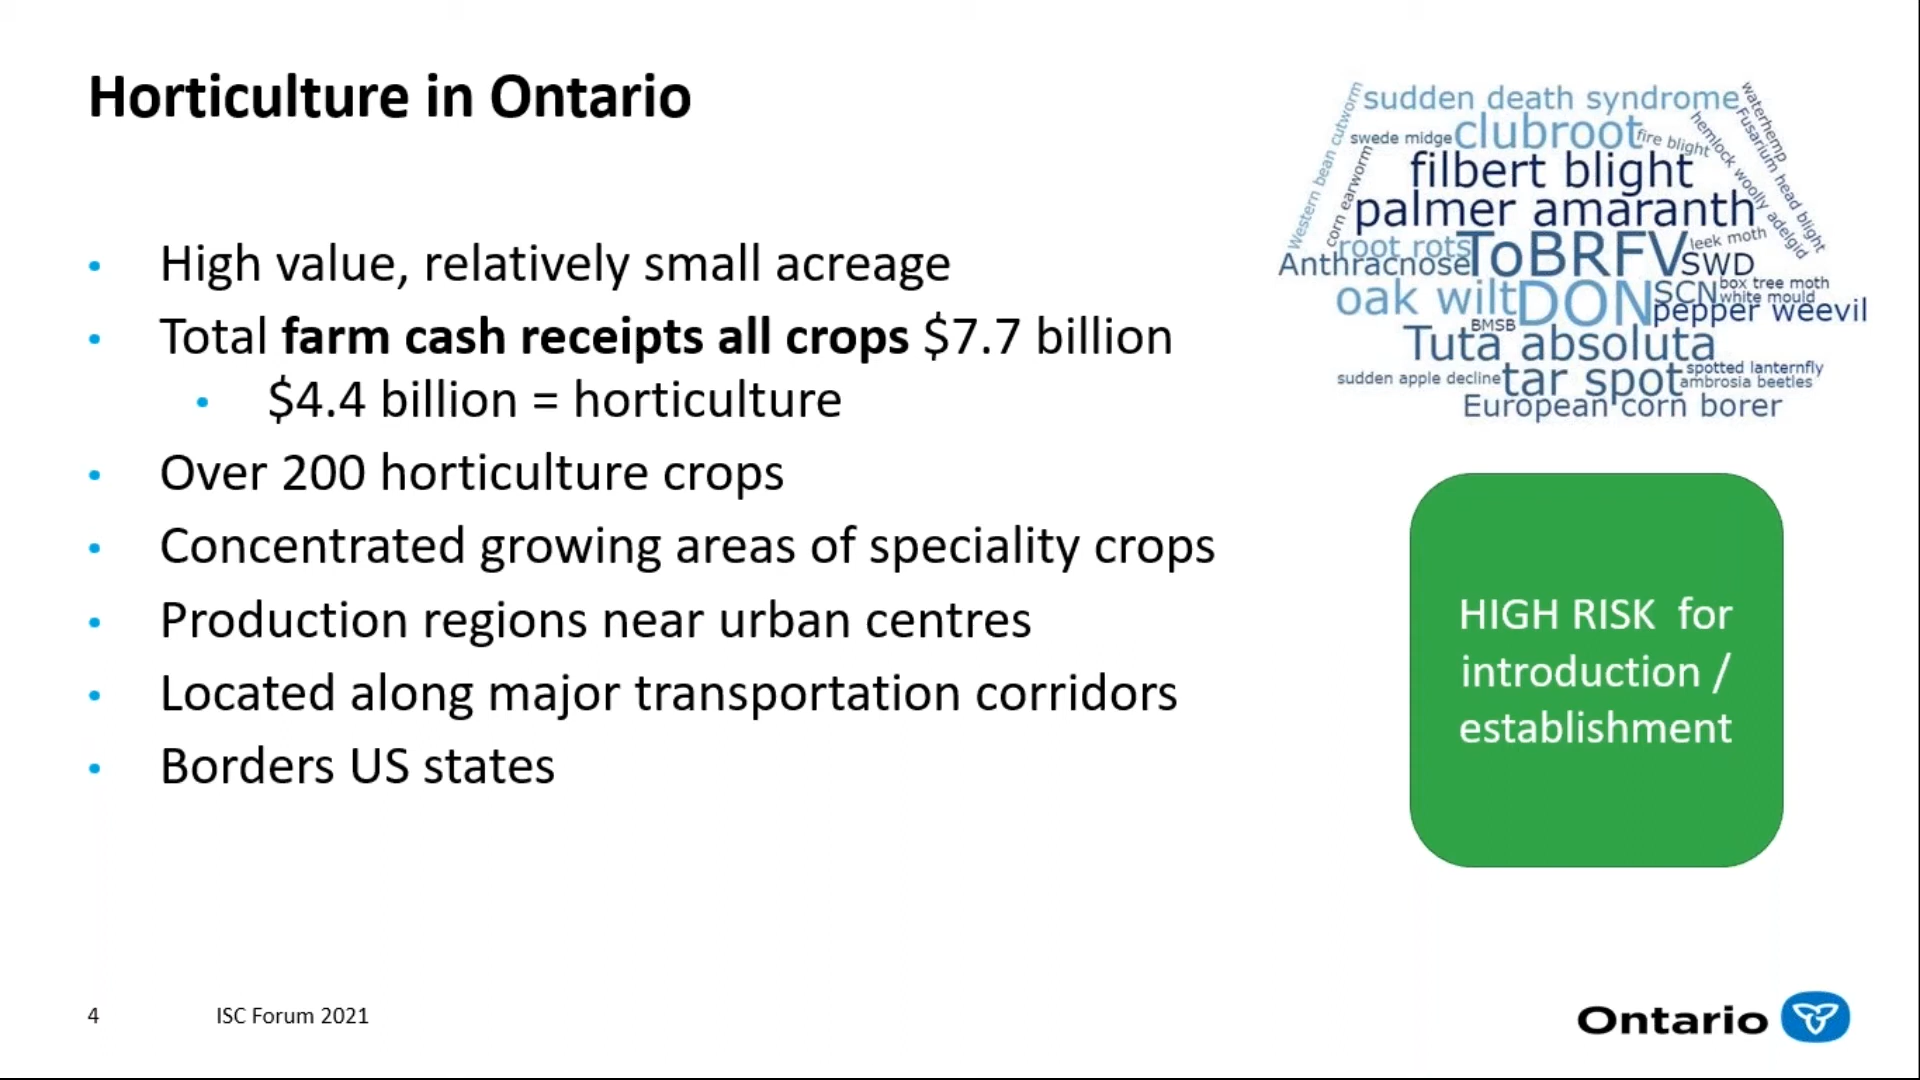 Horticulture in Ontario
• High value, relatively small acreage
• Total farm cash receipts all crops $7.7 billion
• $4.4 billion = horticulture
• Over 200 horticulture crops
• Concentrated growing areas of speciality crops
• Production regions near urban centres
• Located along major transportation corridors
• Borders US states
sudden death syndrome
waterhemp
Western bean cutworm
swede midge
clubroot
fire blight
hemlock woolly adelgid
Fusarium head blight
corn earworm
filbert blight
palmer amaranth
root rots
ToBRFV
leek moth
Anthracnose
SWD
oak wilt
DON
SCN
box tree moth
white mould
pepper weevil
BMSB
Tuta absoluta
sudden apple decline
tar spot
spotted lanternfly
ambrosia beetles
European corn borer
HIGH RISK for
introduction /
establishment
4
ISC Forum 2021
Ontario